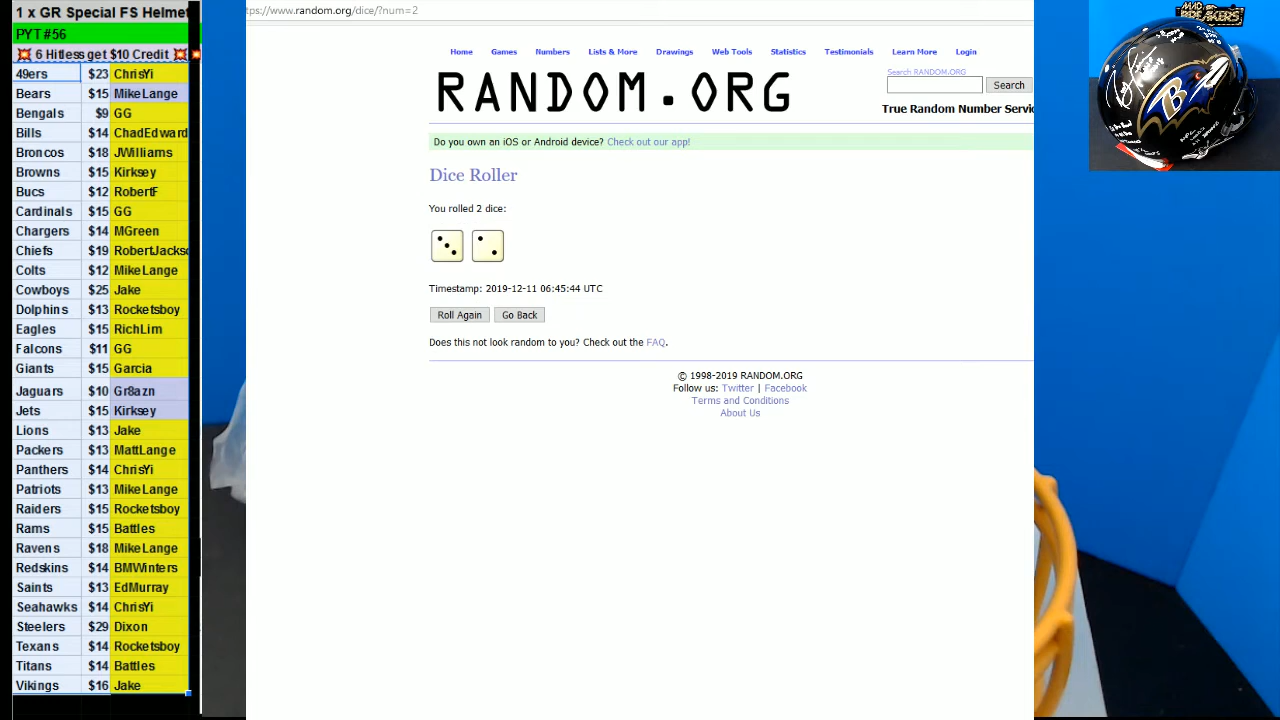 1 x GR Special FS Helmet
PYT #56
💥 6 Hitless get $10 Credit 💥
49ers $23 ChrisYi
Bears $15 MikeLange
Bengals $9 GG
Bills $14 ChadEdward
Broncos $18 JWilliams
Browns $15 Kirksey
Bucs $12 RobertF
Cardinals $15 GG
Chargers $14 MGreen
Chiefs $19 RobertJackso
Colts $12 MikeLange
Cowboys $25 Jake
Dolphins $13 Rocketsboy
Eagles $15 RichLim
Falcons $11 GG
Giants $15 Garcia
Jaguars $10 Gr8azn
Jets $15 Kirksey
Lions $13 Jake
Packers $13 MattLange
Panthers $14 ChrisYi
Patriots $13 MikeLange
Raiders $15 Rocketsboy
Rams $15 Battles
Ravens $18 MikeLange
Redskins $14 BMWinters
Saints $13 EdMurray
Seahawks $14 ChrisYi
Steelers $29 Dixon
Texans $14 Rocketsboy
Titans $14 Battles
Vikings $16 Jake
tps://www.random.org/dice/?num=2
Home Games Numbers Lists & More Drawings Web Tools Statistics Testimonials Learn More Login
RANDOM.ORG
Search RANDOM.ORG
Search
True Random Number Servi
Do you own an iOS or Android device? Check out our app!
Dice Roller
You rolled 2 dice:
Timestamp: 2019-12-11 06:45:44 UTC
Roll Again Go Back
Does this not look random to you? Check out the FAQ.
© 1998-2019 RANDOM.ORG
Follow us: Twitter | Facebook
Terms and Conditions
About Us
MAD
BREAKERS
B